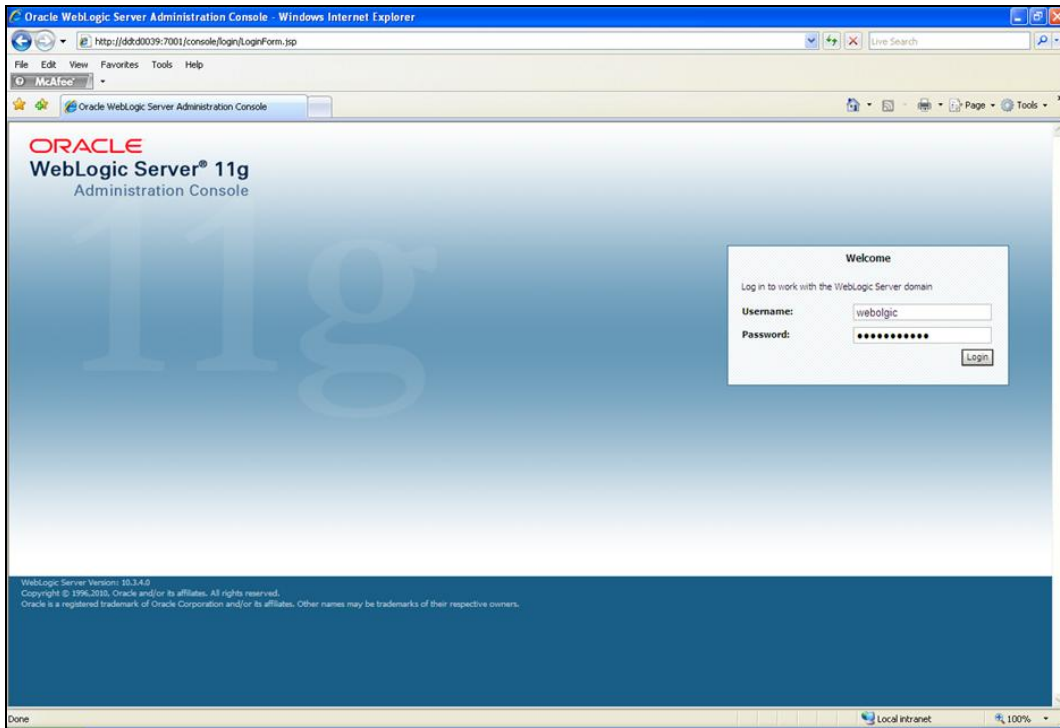 Oracle WebLogic Server Administration Console - Windows Internet Explorer
http://ddtd0039:7001/console/login/LoginForm.jsp
Live Search
File Edit View Favorites Tools Help
McAfee
Oracle WebLogic Server Administration Console
Page Tools
ORACLE
WebLogic Server® 11g
Administration Console
11g
Welcome
Log in to work with the WebLogic Server domain
Username: webolgic
Password: •••••••••••
Login
WebLogic Server Version: 10.3.4.0
Copyright © 1996,2010, Oracle and/or its affiliates. All rights reserved.
Oracle is a registered trademark of Oracle Corporation and/or its affiliates. Other names may be trademarks of their respective owners.
Done
Local intranet
100%